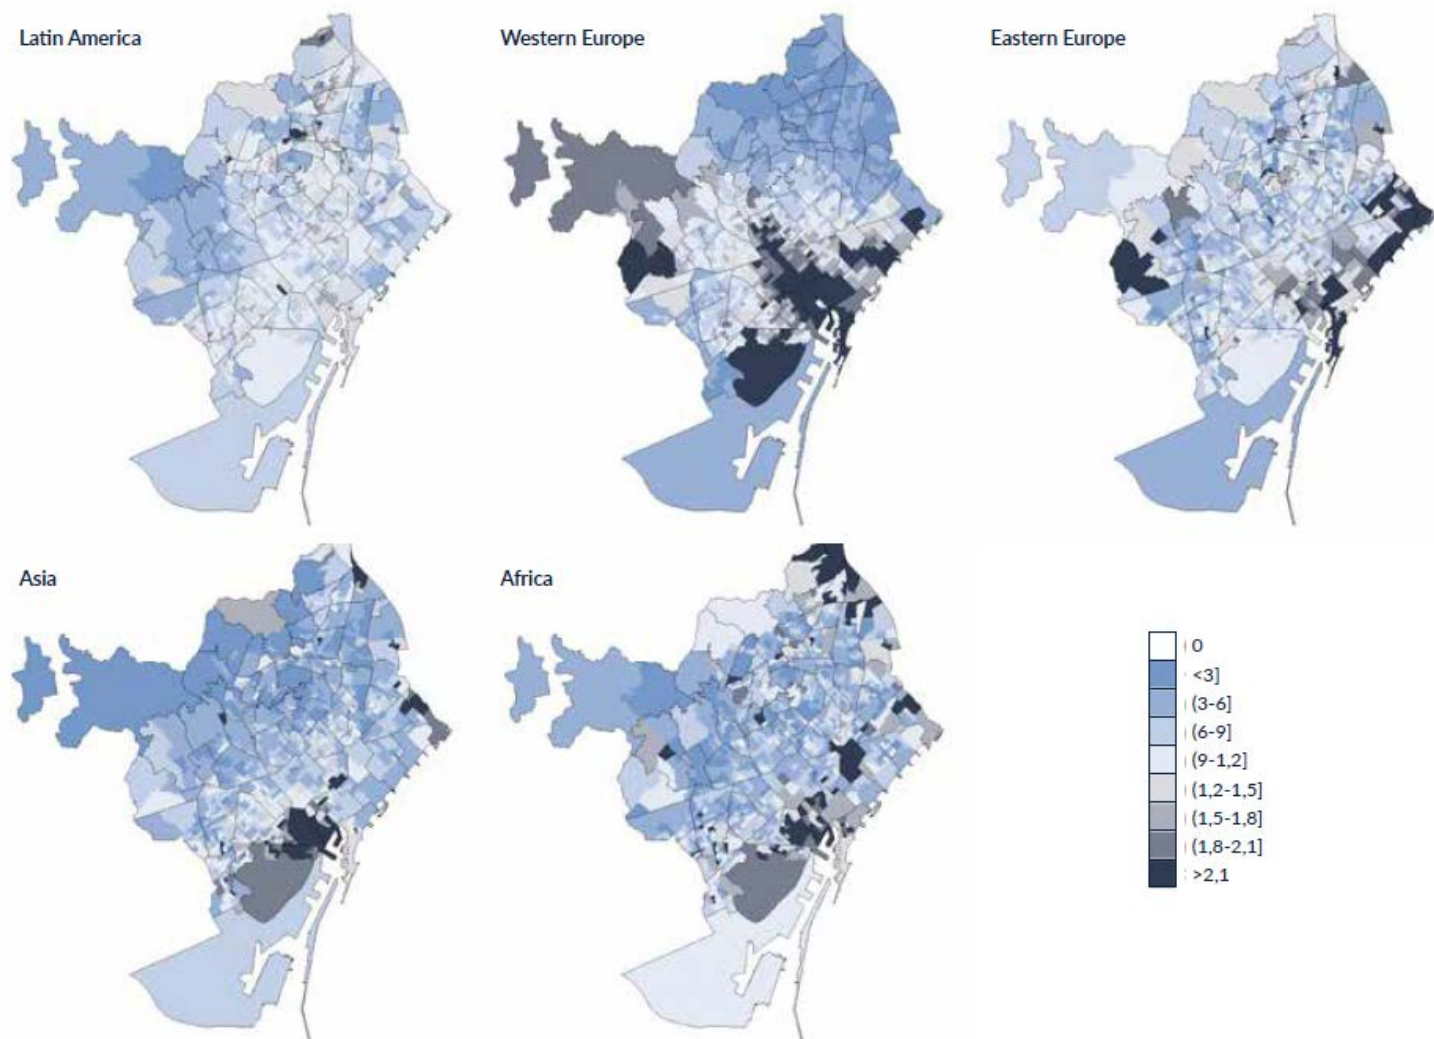 Latin America
Western Europe
Eastern Europe
Asia
Africa
0
<3]
(3-6]
(6-9]
(9-1,2]
(1,2-1,5]
(1,5-1,8]
(1,8-2,1]
>2,1